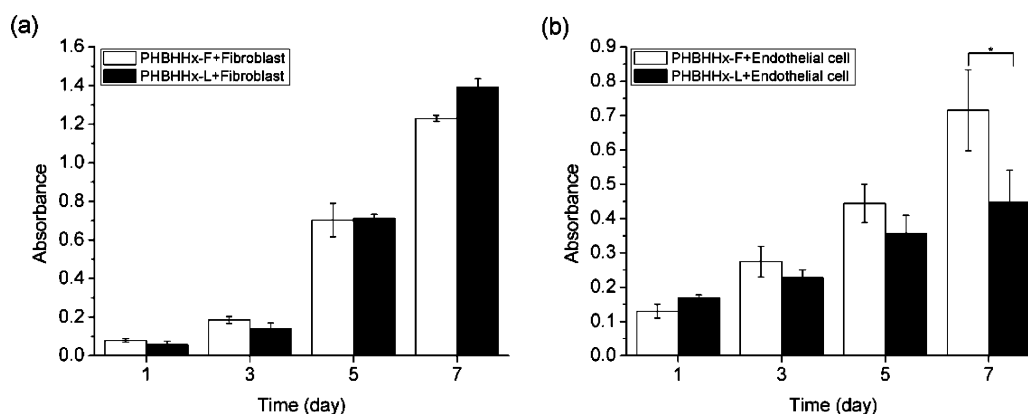 (a)
PHBHHx-F+Fibroblast
PHBHHx-L+Fibroblast
1.6
1.4
1.2
1.0
0.8
0.6
0.4
0.2
0.0
Absorbance
1 3 5 7
Time (day)
(b)
PHBHHx-F+Endothelial cell
PHBHHx-L+Endothelial cell
*
0.9
0.8
0.7
0.6
0.5
0.4
0.3
0.2
0.1
0.0
Absorbance
1 3 5 7
Time (day)